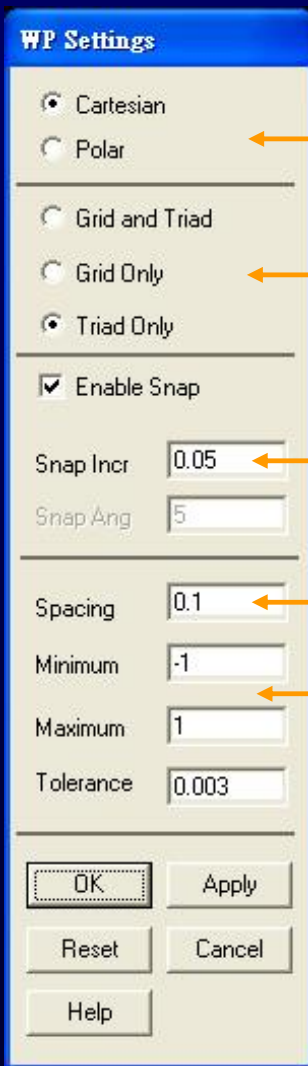 WP Settings
Cartesian
Polar
Grid and Triad
Grid Only
Triad Only
Enable Snap
Snap Incr 0.05
Snap Ang 5
Spacing 0.1
Minimum -1
Maximum 1
Tolerance 0.003
OK Apply
Reset Cancel
Help